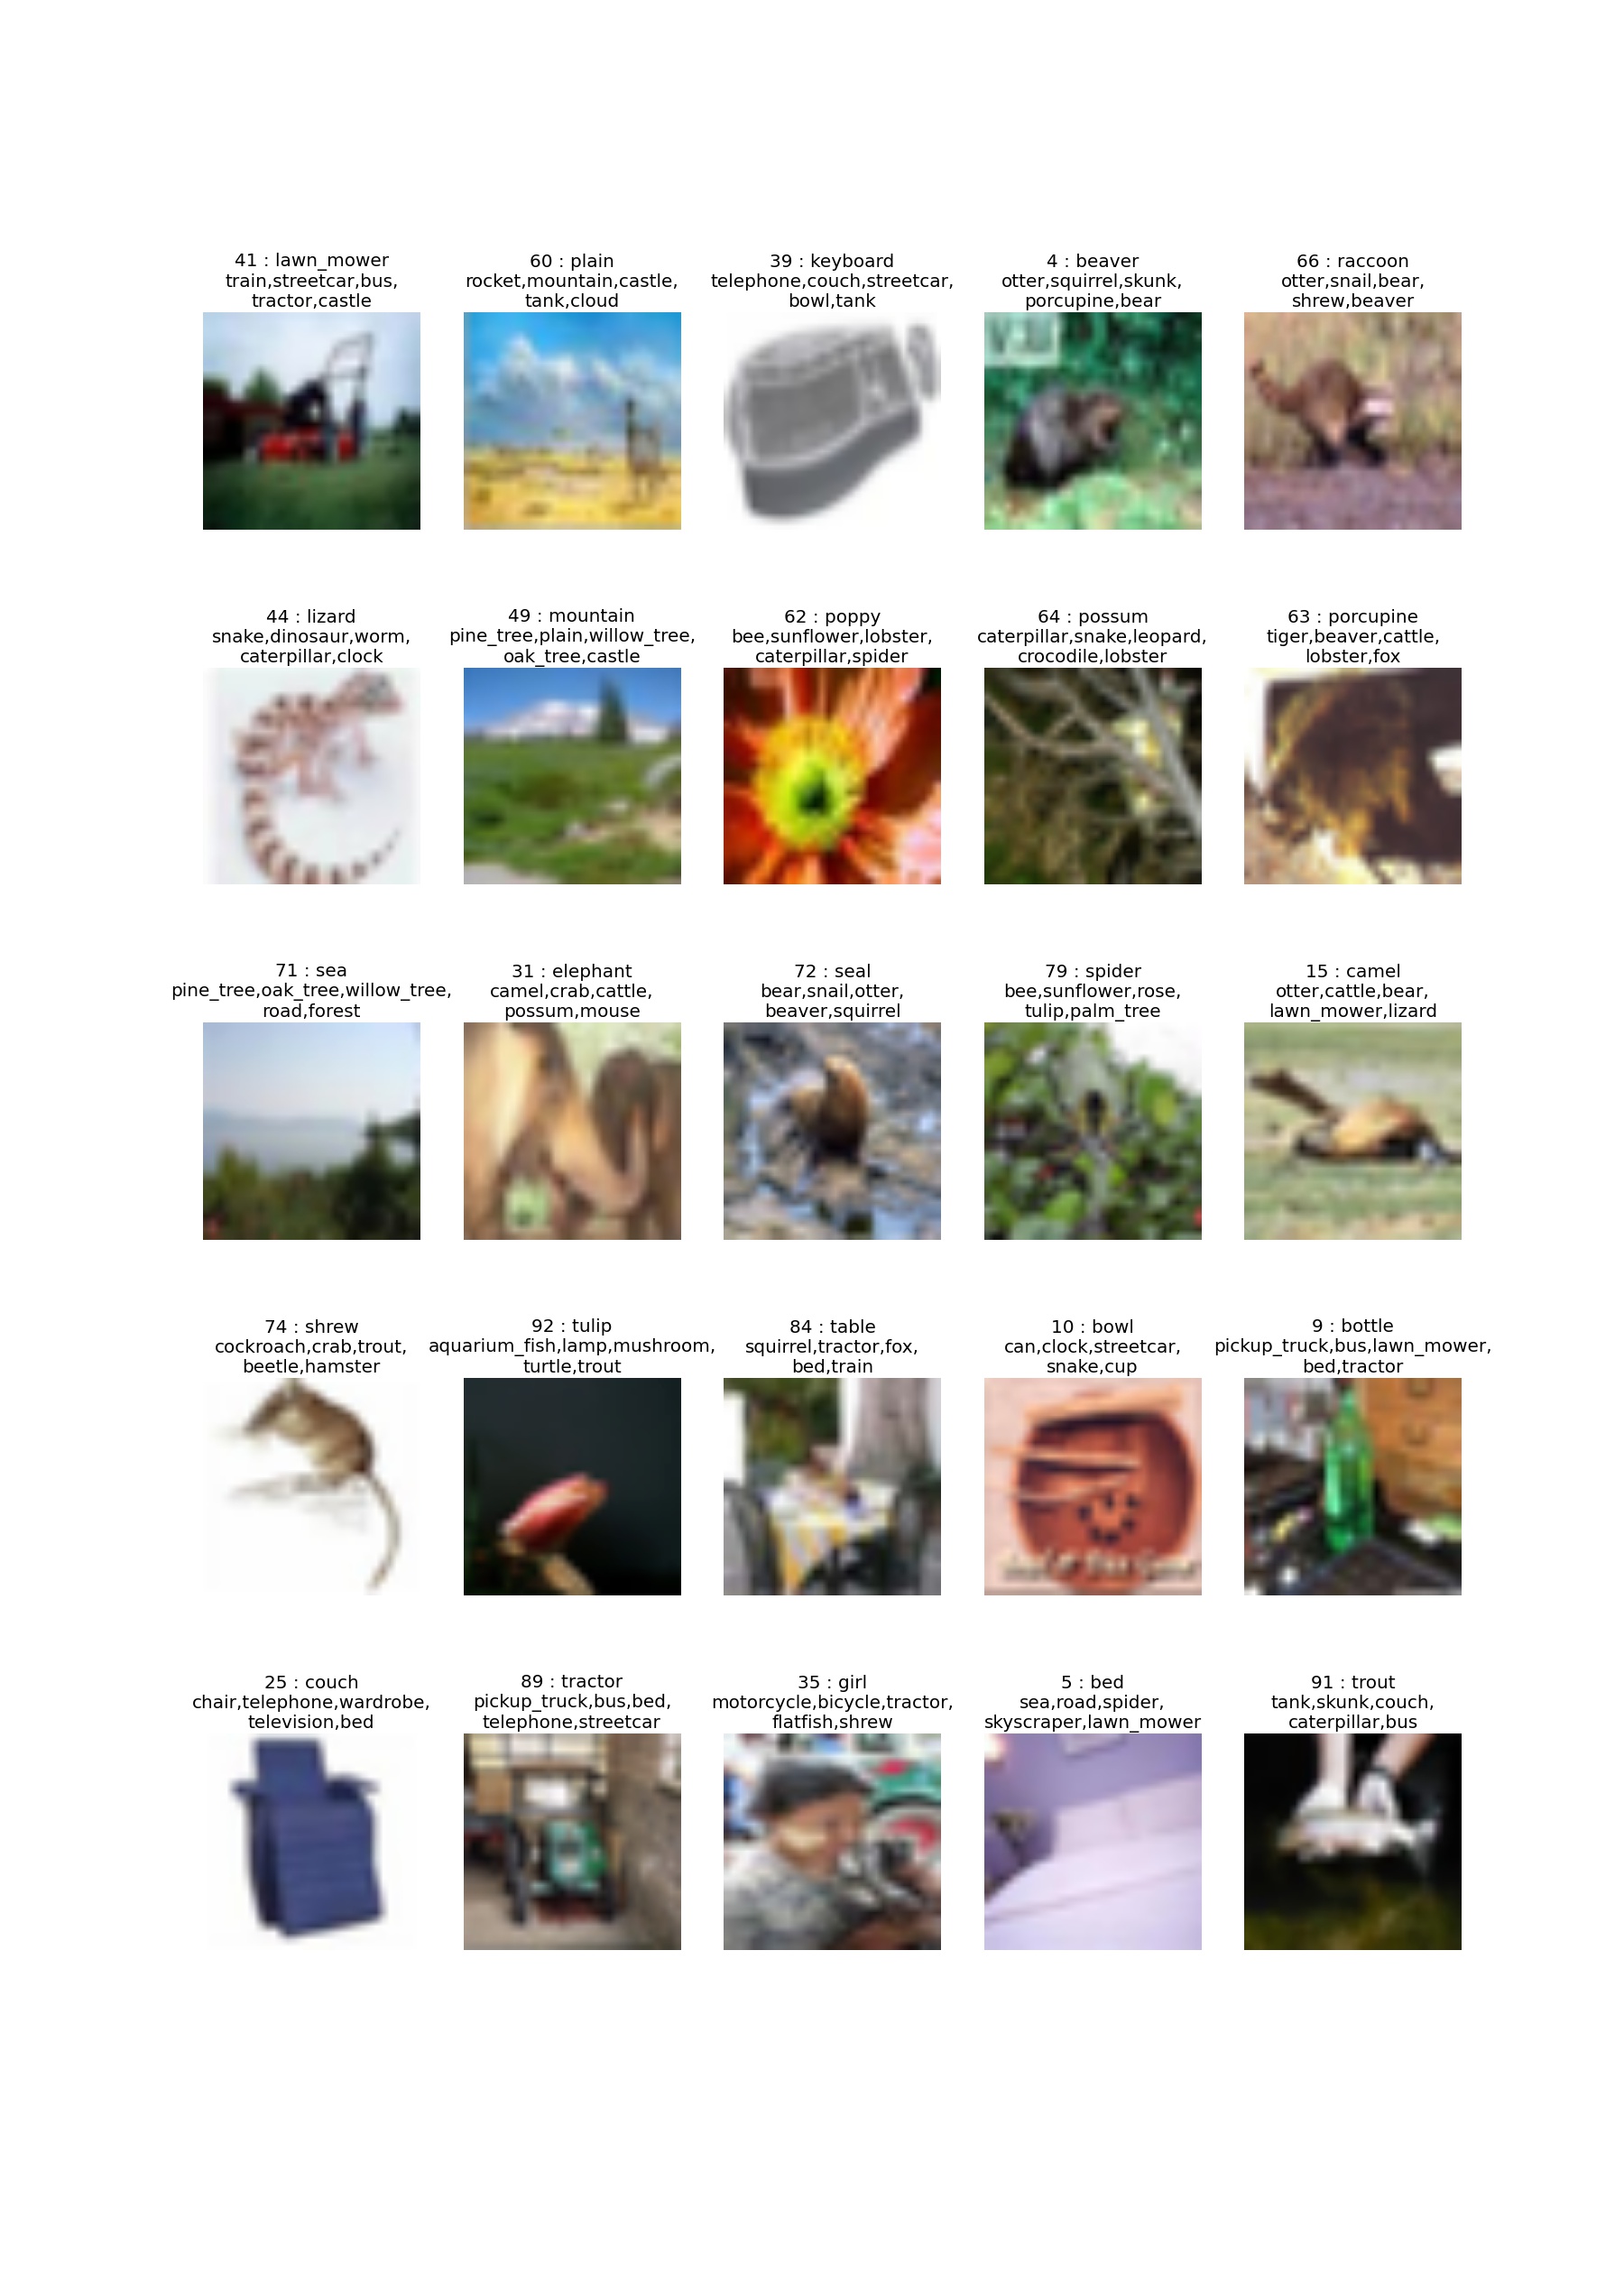 41 : lawn_mower
train,streetcar,bus,
tractor,castle
60 : plain
rocket,mountain,castle,
tank,cloud
39 : keyboard
telephone,couch,streetcar,
bowl,tank
4 : beaver
otter,squirrel,skunk,
porcupine,bear
66 : raccoon
otter,snail,bear,
shrew,beaver
44 : lizard
snake,dinosaur,worm,
caterpillar,clock
49 : mountain
pine_tree,plain,willow_tree,
oak_tree,castle
62 : poppy
bee,sunflower,lobster,
caterpillar,spider
64 : possum
caterpillar,snake,leopard,
crocodile,lobster
63 : porcupine
tiger,beaver,cattle,
lobster,fox
71 : sea
pine_tree,oak_tree,willow_tree,
road,forest
31 : elephant
camel,crab,cattle,
possum,mouse
72 : seal
bear,snail,otter,
beaver,squirrel
79 : spider
bee,sunflower,rose,
tulip,palm_tree
15 : camel
otter,cattle,bear,
lawn_mower,lizard
74 : shrew
cockroach,crab,trout,
beetle,hamster
92 : tulip
aquarium_fish,lamp,mushroom,
turtle,trout
84 : table
squirrel,tractor,fox,
bed,train
10 : bowl
can,clock,streetcar,
snake,cup
9 : bottle
pickup_truck,bus,lawn_mower,
bed,tractor
25 : couch
chair,telephone,wardrobe,
television,bed
89 : tractor
pickup_truck,bus,bed,
telephone,streetcar
35 : girl
motorcycle,bicycle,tractor,
flatfish,shrew
5 : bed
sea,road,spider,
skyscraper,lawn_mower
91 : trout
tank,skunk,couch,
caterpillar,bus